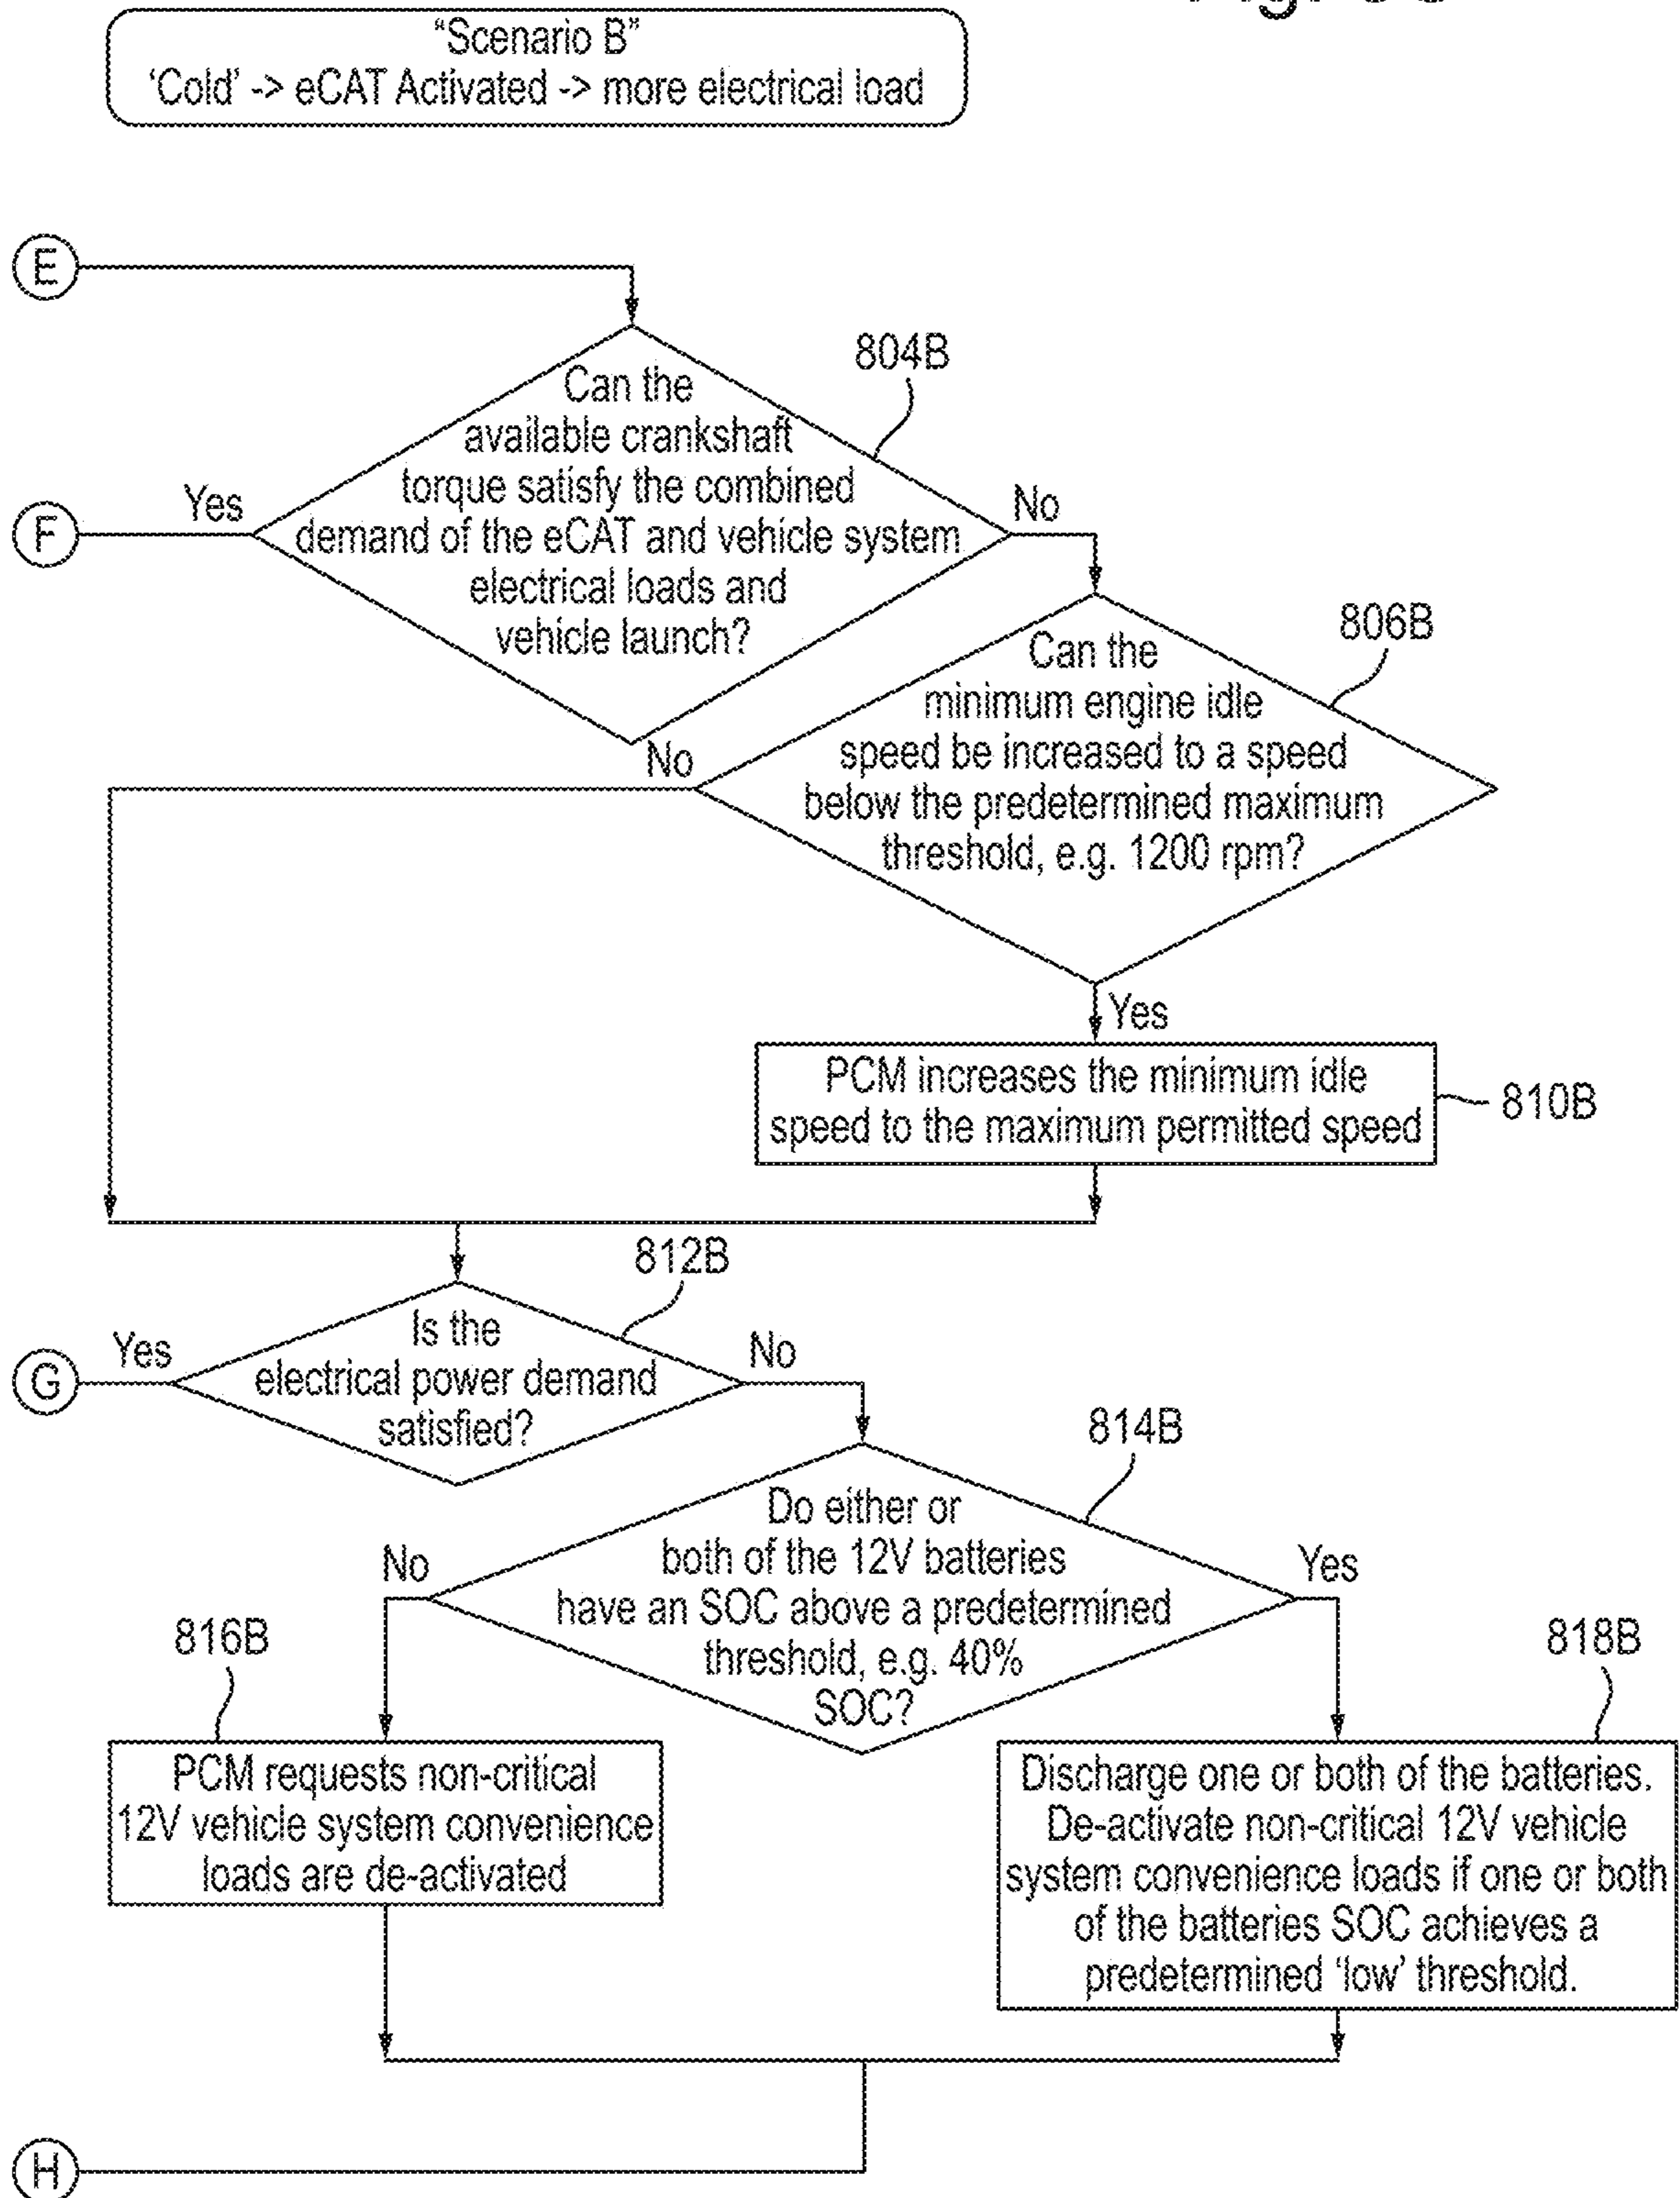 “Scenario B”
‘Cold’ -> eCAT Activated -> more electrical load
E
804B
Can the
available crankshaft
torque satisfy the combined
demand of the eCAT and vehicle system
electrical loads and
vehicle launch?
Yes
No
F
806B
Can the
minimum engine idle
speed be increased to a speed
below the predetermined maximum
threshold, e.g. 1200 rpm?
No
Yes
PCM increases the minimum idle
speed to the maximum permitted speed
810B
812B
Is the
electrical power demand
satisfied?
Yes
No
G
814B
Do either or
both of the 12V batteries
have an SOC above a predetermined
threshold, e.g. 40%
SOC?
No
Yes
816B
818B
PCM requests non-critical
12V vehicle system convenience
loads are de-activated
Discharge one or both of the batteries.
De-activate non-critical 12V vehicle
system convenience loads if one or both
of the batteries SOC achieves a
predetermined ‘low’ threshold.
H